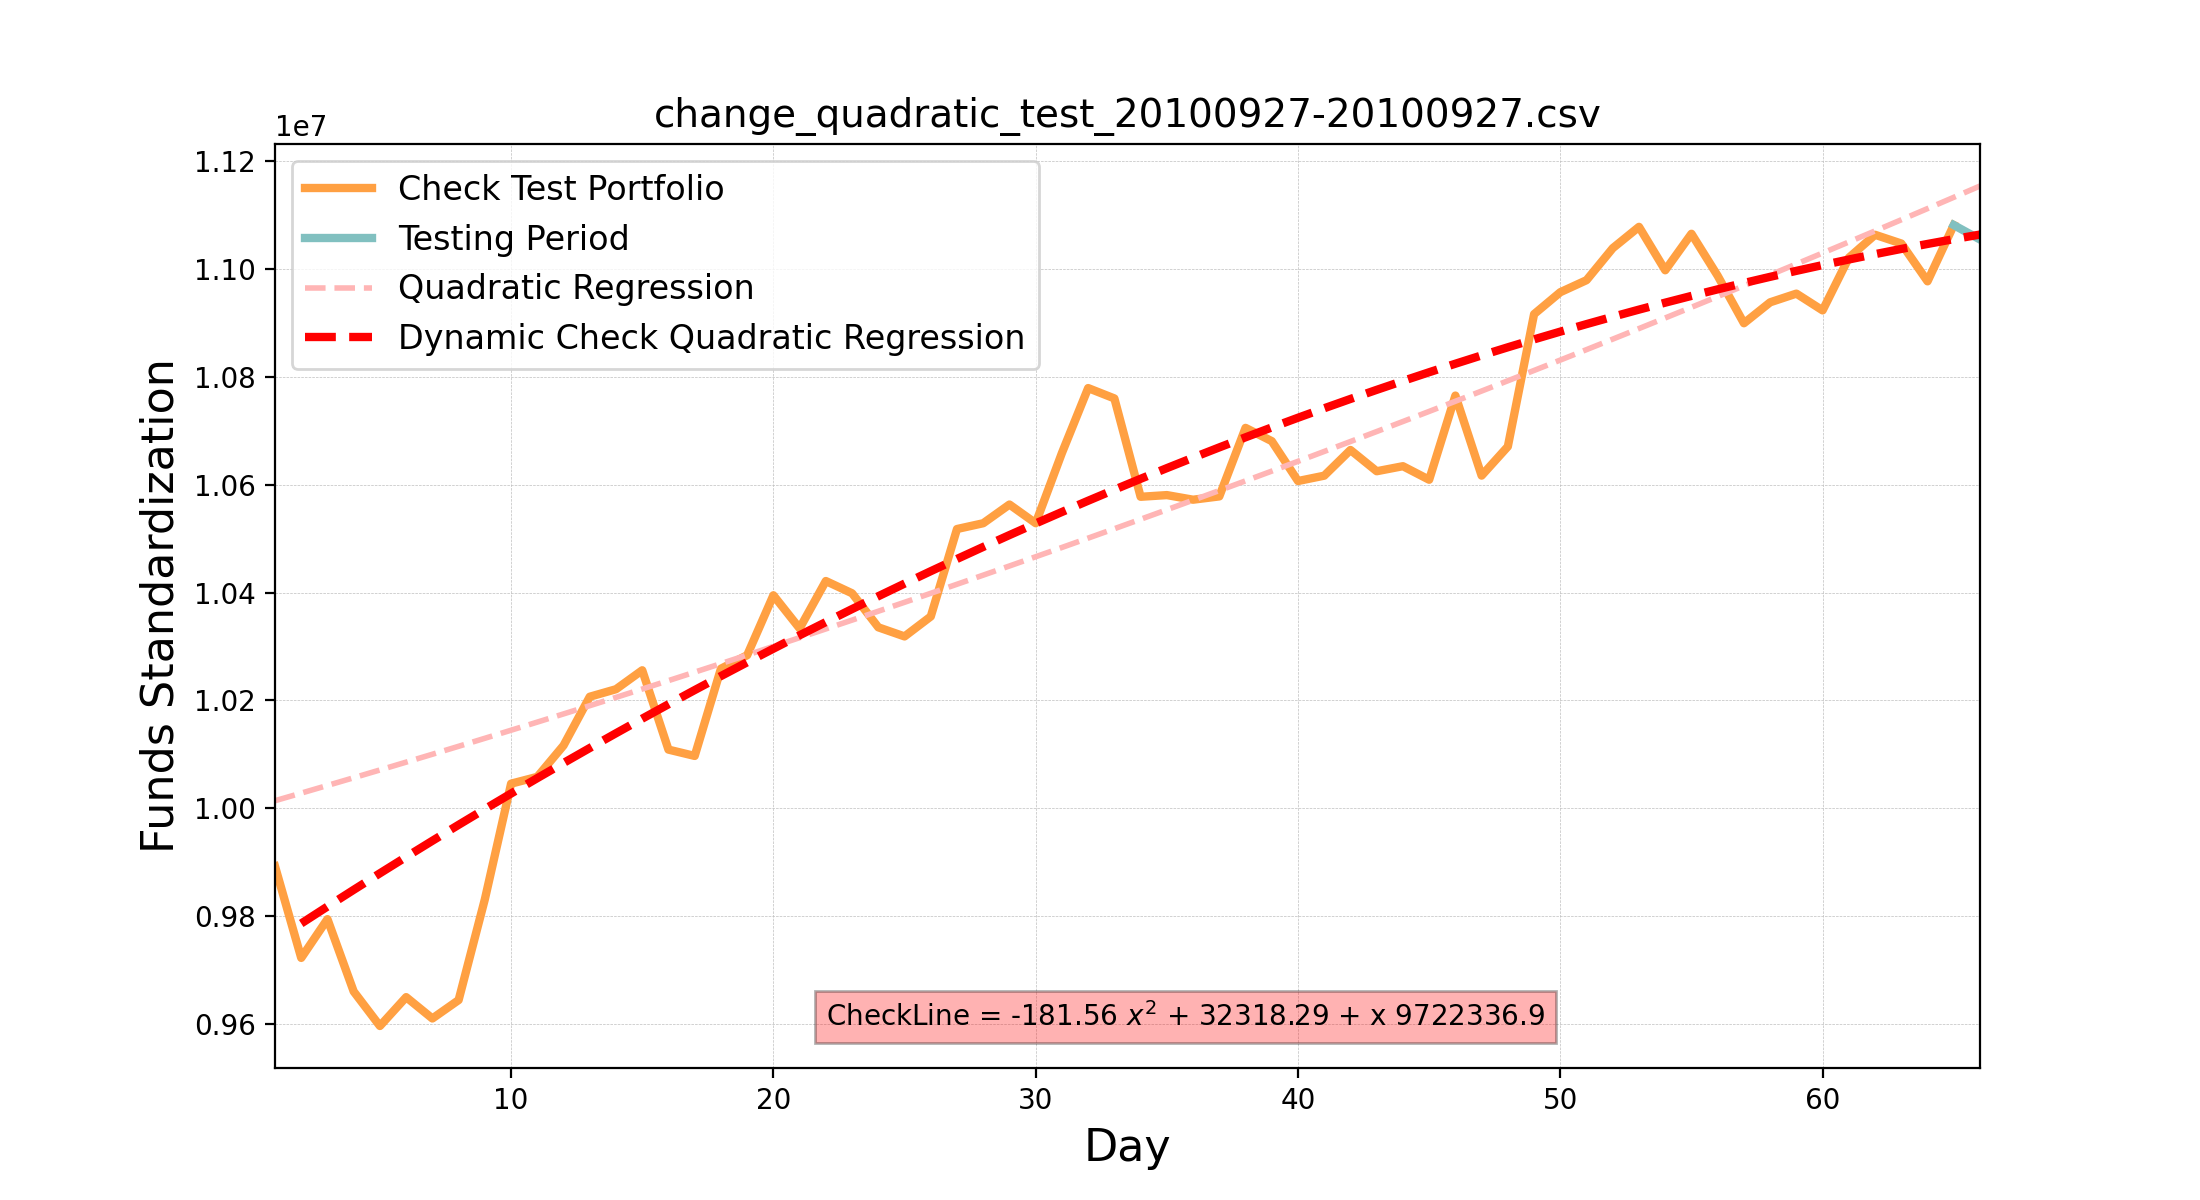 change_quadratic_test_20100927-20100927.csv
1e7
1.12
1.10
1.08
1.06
1.04
1.02
1.00
0.98
0.96
Funds Standardization
Check Test Portfolio
Testing Period
Quadratic Regression
Dynamic Check Quadratic Regression
CheckLine = -181.56 x² + 32318.29 + x 9722336.9
10 20 30 40 50 60
Day